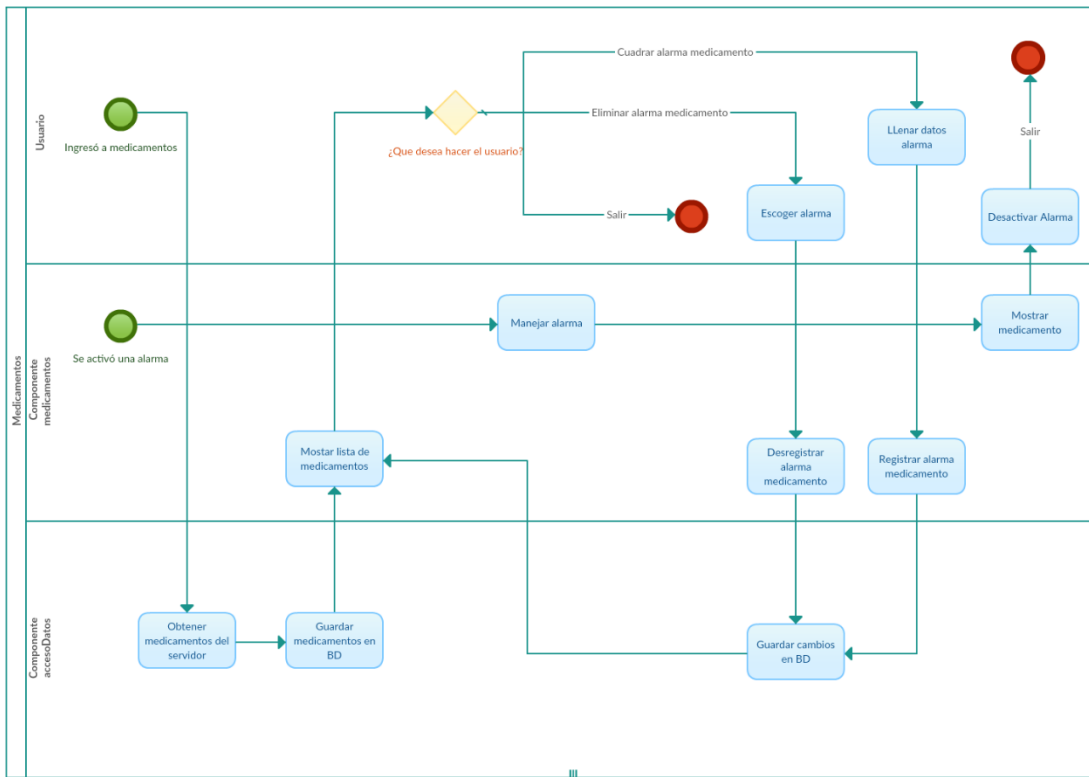 Medicamentos
Usuario
Ingresó a medicamentos
¿Que desea hacer el usuario?
Cuadrar alarma medicamento
Eliminar alarma medicamento
Salir
Escoger alarma
LLenar datos
alarma
Salir
Desactivar Alarma
Componente
medicamentos
Se activó una alarma
Manejar alarma
Mostrar
medicamento
Mostar lista de
medicamentos
Desregistrar
alarma
medicamento
Registrar alarma
medicamento
Componente
accesoDatos
Obtener
medicamentos del
servidor
Guardar
medicamentos en
BD
Guardar cambios
en BD